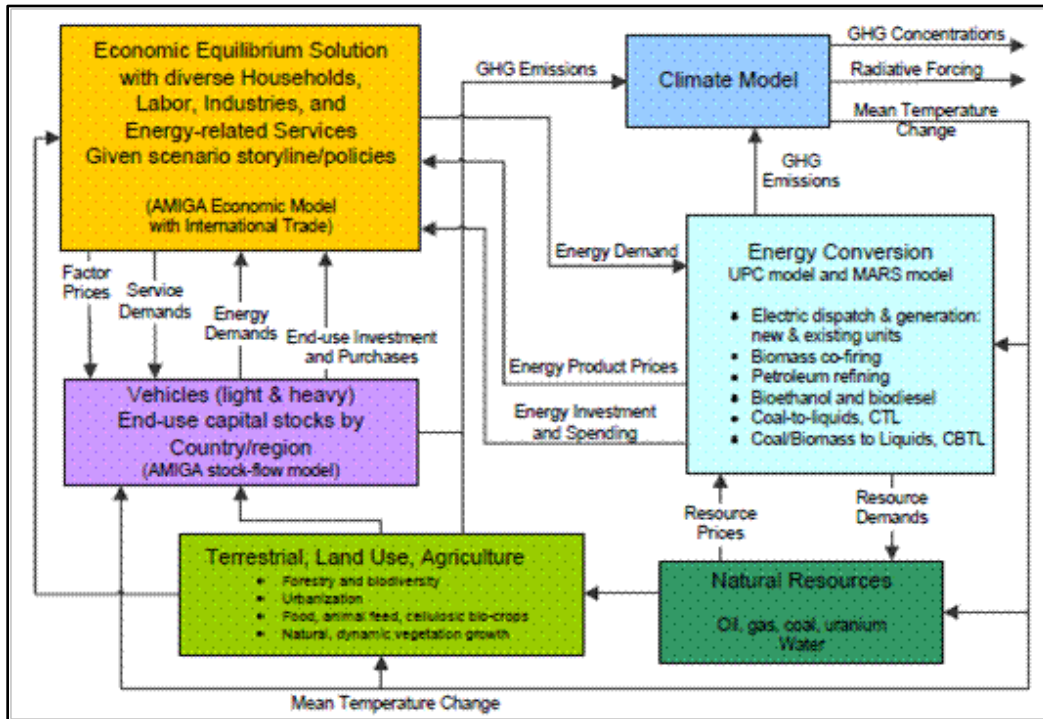 Economic Equilibrium Solution
with diverse Households,
Labor, Industries, and
Energy-related Services
Given scenario storyline/policies
(AMIGA Economic Model
with International Trade)
GHG Emissions
Climate Model
GHG Concentrations
Radiative Forcing
Mean Temperature
Change
GHG
Emissions
Energy Demand
Energy Conversion
UPC model and MARS model
• Electric dispatch & generation:
new & existing units
• Biomass co-firing
• Petroleum refining
• Bioethanol and biodiesel
• Coal-to-liquids, CTL
• Coal/Biomass to Liquids, CBTL
Factor
Prices
Service
Demands
Energy
Demands
End-use Investment
and Purchases
Energy Product Prices
Energy Investment
and Spending
Vehicles (light & heavy)
End-use capital stocks by
Country/region
(AMIGA stock-flow model)
Resource
Prices
Resource
Demands
Terrestrial, Land Use, Agriculture
• Forestry and biodiversity
• Urbanization
• Food, animal feed, cellulosic bio-crops
• Natural, dynamic vegetation growth
Natural Resources
Oil, gas, coal, uranium
Water
Mean Temperature Change